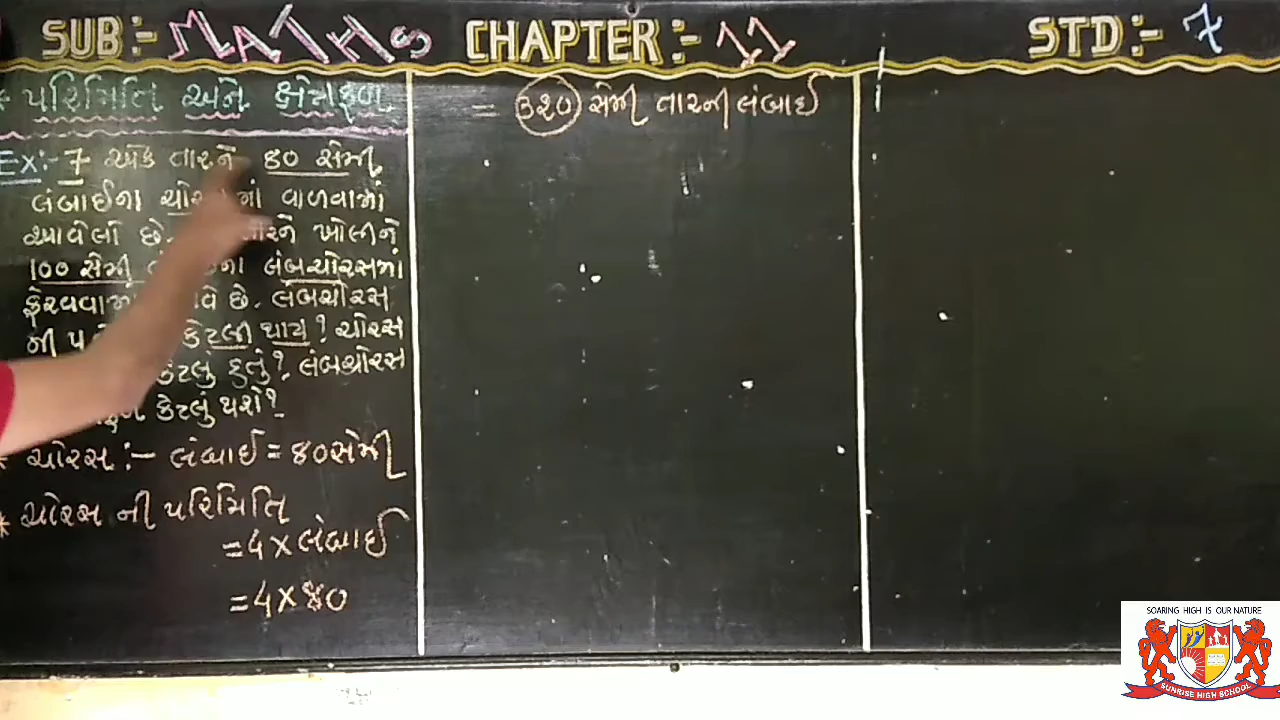 SUB:- MATHS CHAPTER:- 11 STD:- 7
* પરિમિતિ અને ક્ષેત્રફળ
Ex:- 7 એક તારને 40 સેમી
લંબાઈના વાળવામાં
આવેલો છે. ખોલીને
100 સેમી લંબચોરસમાં
ફેરવવામાં છે. લંબચોરસ
ની કેટલી થાય? ચોરસ
કેટલું હતું? લંબચોરસ
કેટલું થશે?
* ચોરસ :- લંબાઈ = 80 સેમી
* ચોરસ ની પરિમિતિ
= 4 × લંબાઈ
= 4 × 80
= 320 સેમી તારની લંબાઈ
SOARING HIGH IS OUR NATURE
SUNRISE HIGH SCHOOL